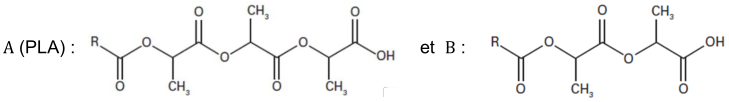 O CH₃ O O CH₃
A (PLA) : R O O O OH et B : R O O OH
O CH₃ O CH₃ O CH₃ O